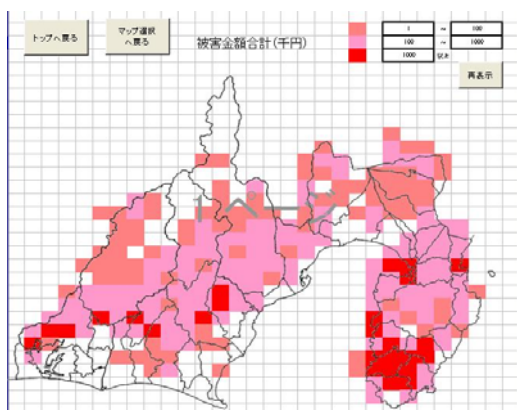 トップへ戻る
マップ選択
へ戻る
被害金額合計(千円)
1 ～ 100
100 ～ 1000
1000 以上
再表示
1 ページ